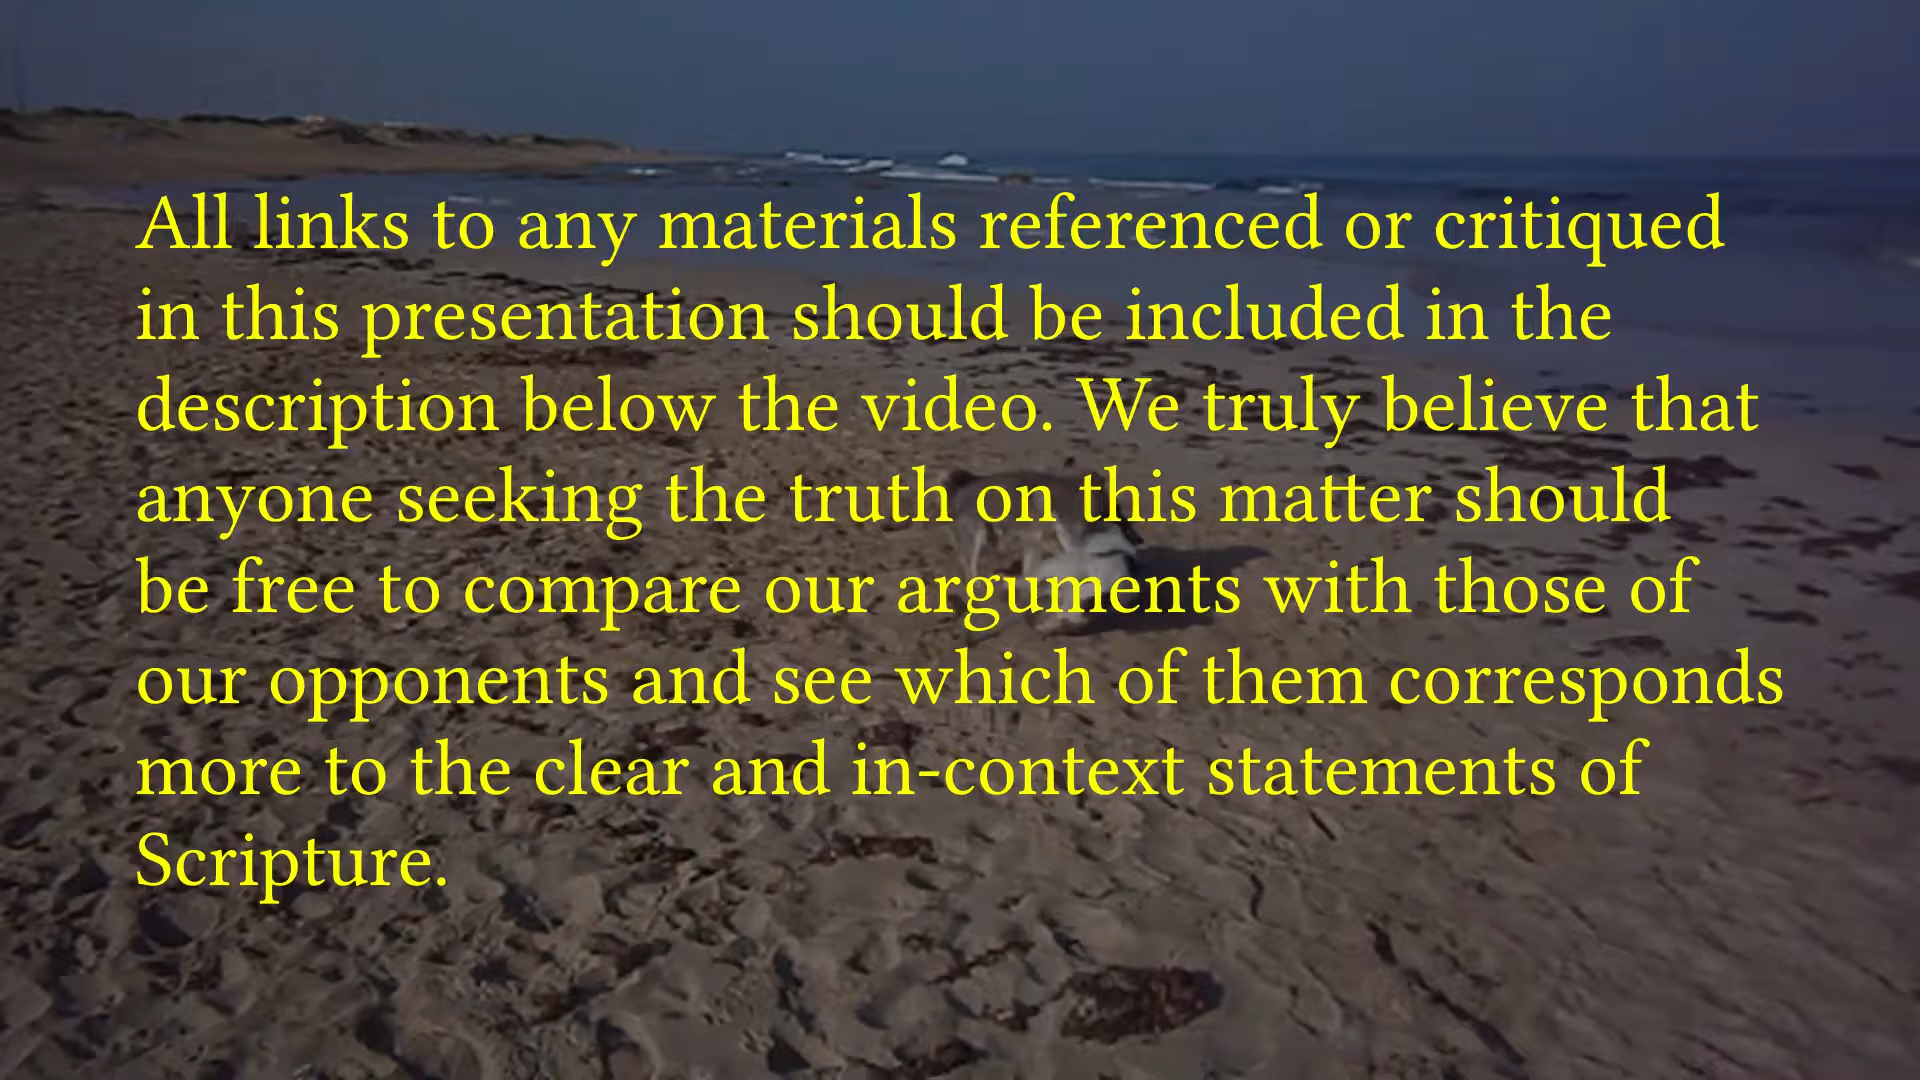 All links to any materials referenced or critiqued
in this presentation should be included in the
description below the video. We truly believe that
anyone seeking the truth on this matter should
be free to compare our arguments with those of
our opponents and see which of them corresponds
more to the clear and in-context statements of
Scripture.